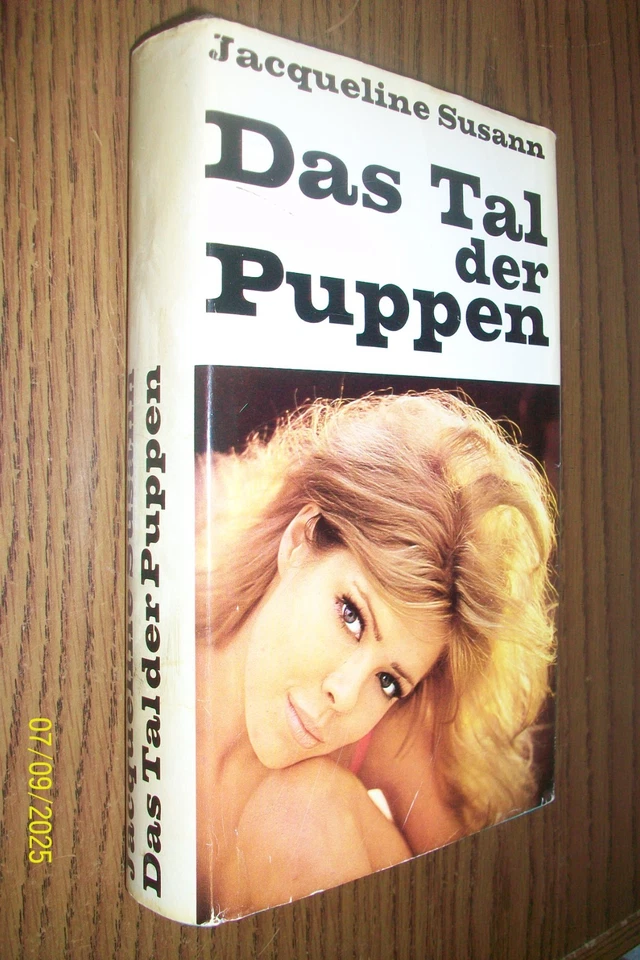 Jacqueline Susann
Das Tal
der
Puppen
Jacqueline Susann
Das Tal der Puppen
07/09/2025